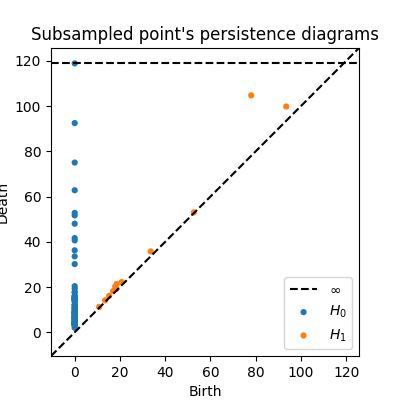 Subsampled point's persistence diagrams
120
100
80
60
40
20
0
Death
∞
H₀
H₁
0 20 40 60 80 100 120
Birth